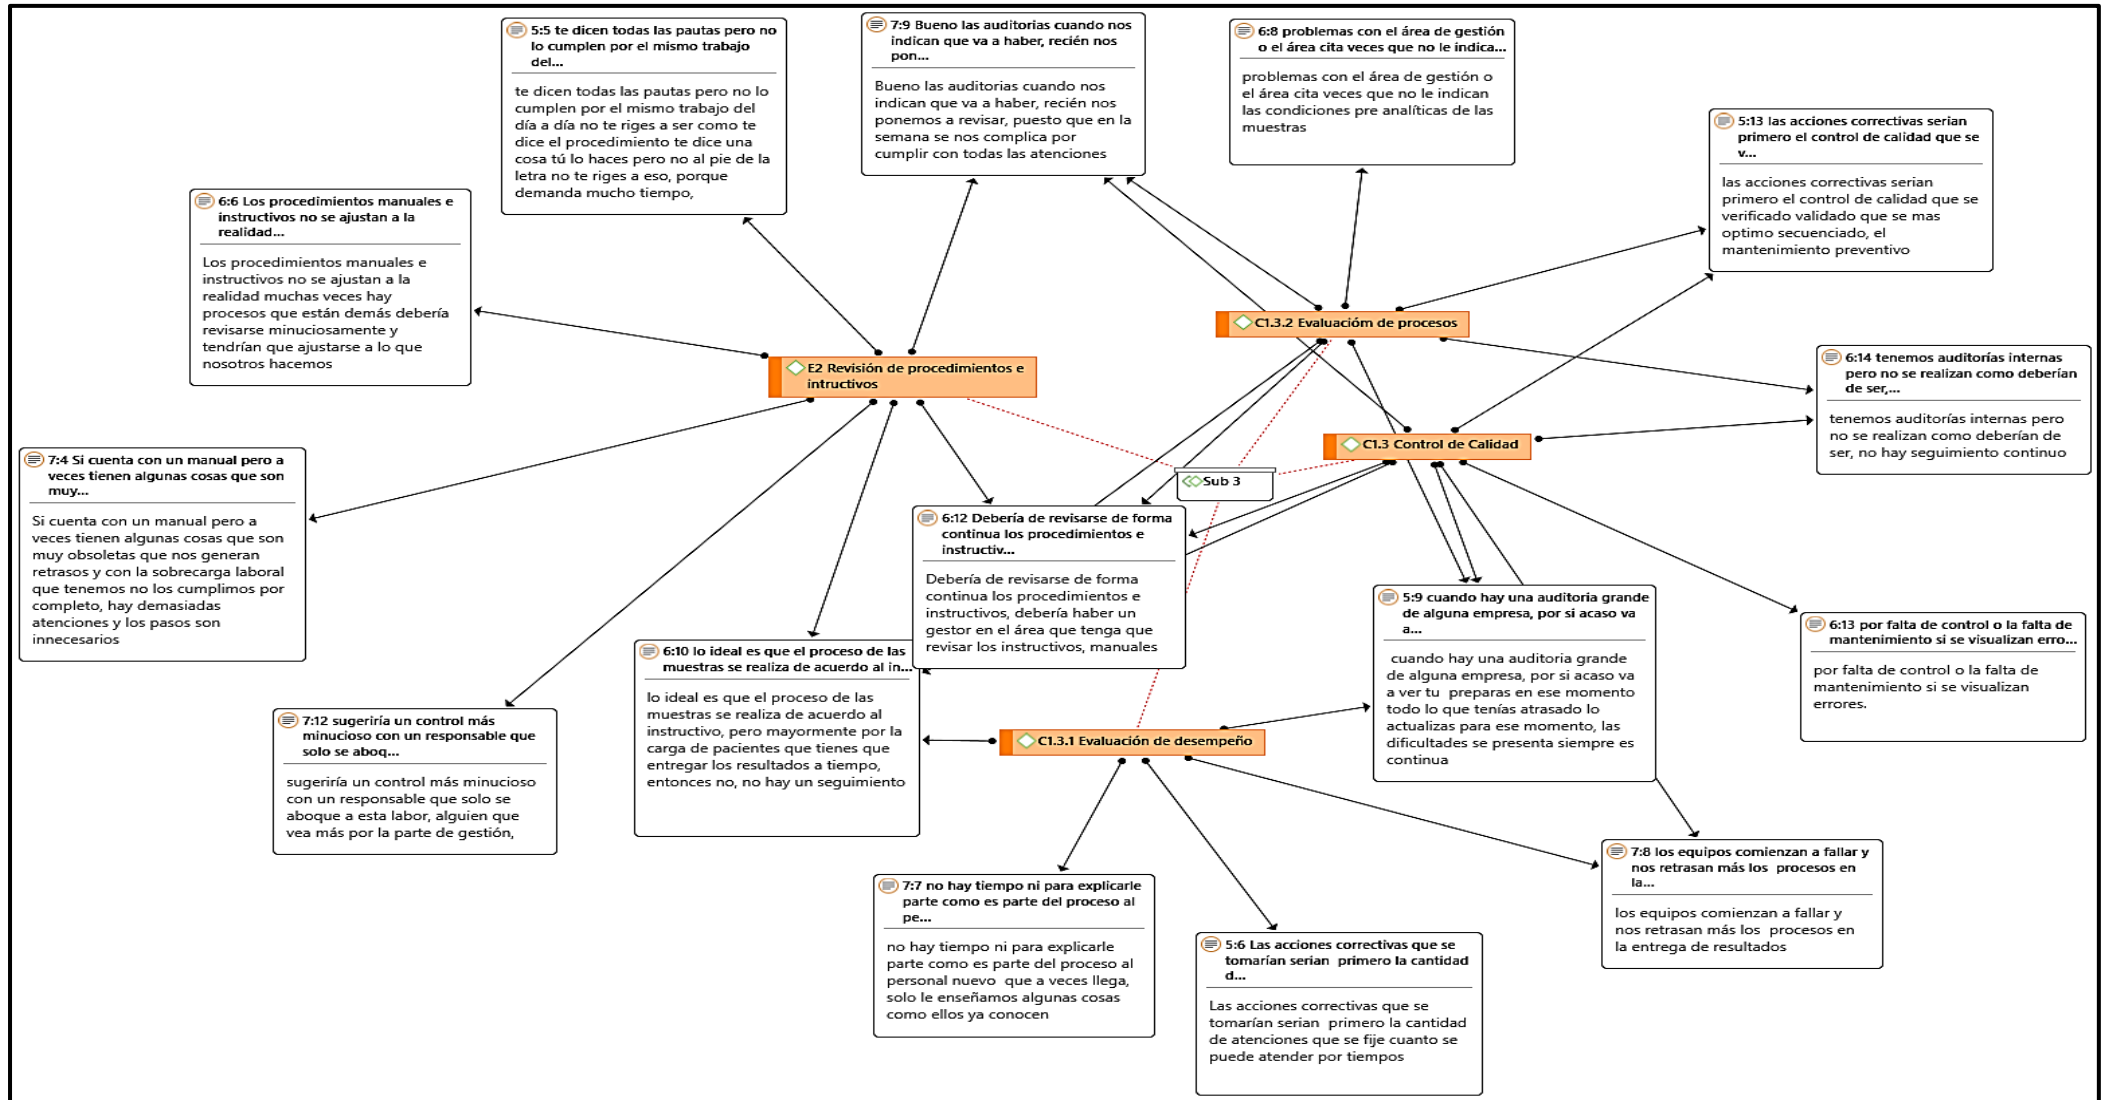 5:5 te dicen todas las pautas pero no
lo cumplen por el mismo trabajo
del...
te dicen todas las pautas pero no lo
cumplen por el mismo trabajo del
día a día no te riges a ser como te
dice el procedimiento te dice una
cosa tú lo haces pero no al pie de la
letra no te riges a eso, porque
demanda mucho tiempo,
7:9 Bueno las auditorias cuando nos
indican que va a haber, recién nos
pon...
Bueno las auditorias cuando nos
indican que va a haber, recién nos
ponemos a revisar, puesto que en la
semana se nos complica por
cumplir con todas las atenciones
6:8 problemas con el área de gestión
o el área cita veces que no le indica...
problemas con el área de gestión o
el área cita veces que no le indican
las condiciones pre analíticas de las
muestras
5:13 las acciones correctivas serian
primero el control de calidad que se
v...
las acciones correctivas serian
primero el control de calidad que se
verificado validado que se mas
optimo secuenciado, el
mantenimiento preventivo
6:6 Los procedimientos manuales e
instructivos no se ajustan a la
realidad...
Los procedimientos manuales e
instructivos no se ajustan a la
realidad muchas veces hay
procesos que están demás debería
revisarse minuciosamente y
tendrían que ajustarse a lo que
nosotros hacemos
C1.3.2 Evaluacióm de procesos
E2 Revisión de procedimientos e
intructivos
6:14 tenemos auditorías internas
pero no se realizan como deberían
de ser,...
tenemos auditorías internas pero
no se realizan como deberían de
ser, no hay seguimiento continuo
C1.3 Control de Calidad
Sub 3
7:4 Si cuenta con un manual pero a
veces tienen algunas cosas que son
muy...
Si cuenta con un manual pero a
veces tienen algunas cosas que son
muy obsoletas que nos generan
retrasos y con la sobrecarga laboral
que tenemos no los cumplimos por
completo, hay demasiadas
atenciones y los pasos son
innecesarios
6:12 Debería de revisarse de forma
continua los procedimientos e
instructiv...
Debería de revisarse de forma
continua los procedimientos e
instructivos, debería haber un
gestor en el área que tenga que
revisar los instructivos, manuales
5:9 cuando hay una auditoria grande
de alguna empresa, por si acaso va
a...
cuando hay una auditoria grande
de alguna empresa, por si acaso va
a ver tu preparas en ese momento
todo lo que tenías atrasado lo
actualizas para ese momento, las
dificultades se presenta siempre es
continua
6:13 por falta de control o la falta de
mantenimiento si se visualizan erro...
por falta de control o la falta de
mantenimiento si se visualizan
errores.
6:10 lo ideal es que el proceso de las
muestras se realiza de acuerdo al in...
lo ideal es que el proceso de las
muestras se realiza de acuerdo al
instructivo, pero mayormente por la
carga de pacientes que tienes que
entregar los resultados a tiempo,
entonces no, no hay un seguimiento
7:12 sugeriría un control más
minucioso con un responsable que
solo se aboq...
sugeriría un control más minucioso
con un responsable que solo se
aboque a esta labor, alguien que
vea más por la parte de gestión,
C1.3.1 Evaluación de desempeño
7:8 los equipos comienzan a fallar y
nos retrasan más los procesos en
la...
los equipos comienzan a fallar y
nos retrasan más los procesos en
la entrega de resultados
7:7 no hay tiempo ni para explicarle
parte como es parte del proceso al
pe...
no hay tiempo ni para explicarle
parte como es parte del proceso al
personal nuevo que a veces llega,
solo le enseñamos algunas cosas
como ellos ya conocen
5:6 Las acciones correctivas que se
tomarían serian primero la cantidad
d...
Las acciones correctivas que se
tomarían serian primero la cantidad
de atenciones que se fije cuanto se
puede atender por tiempos